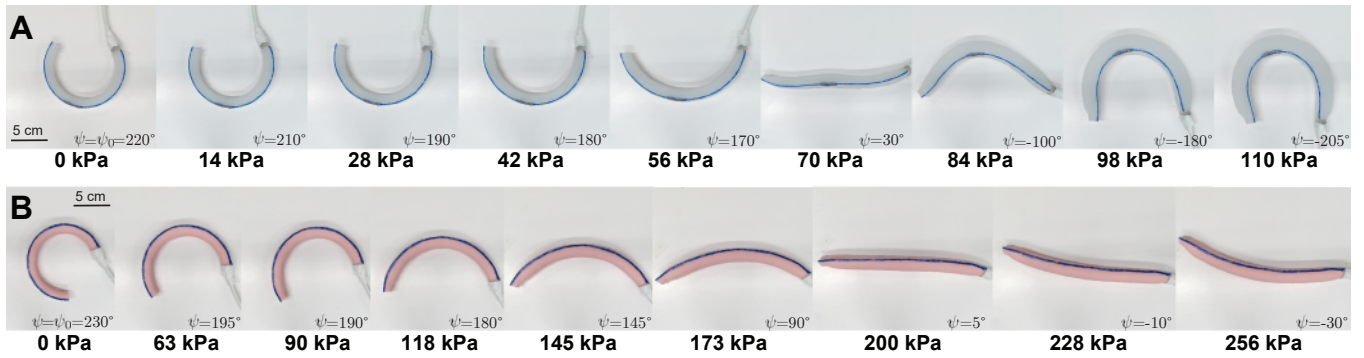 A
5 cm
ψ=ψ₀=220° ψ=210° ψ=190° ψ=180° ψ=170° ψ=30° ψ=-100° ψ=-180° ψ=-205°
0 kPa 14 kPa 28 kPa 42 kPa 56 kPa 70 kPa 84 kPa 98 kPa 110 kPa
B
5 cm
ψ=ψ₀=230° ψ=195° ψ=190° ψ=180° ψ=145° ψ=90° ψ=5° ψ=-10° ψ=-30°
0 kPa 63 kPa 90 kPa 118 kPa 145 kPa 173 kPa 200 kPa 228 kPa 256 kPa